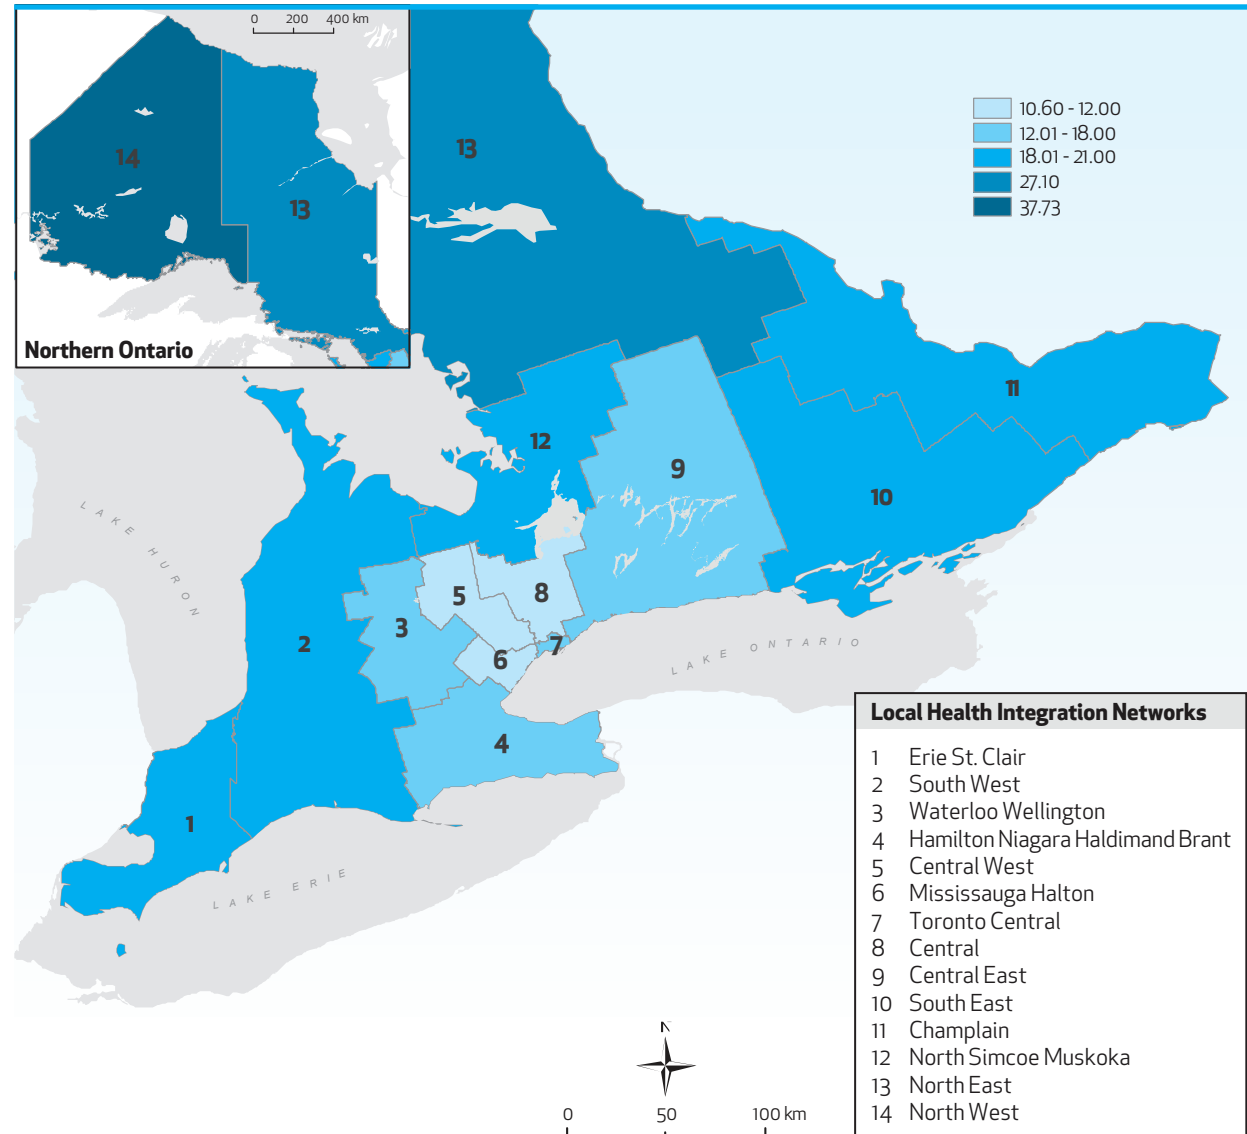 0 200 400 km
14
13
Northern Ontario
13
10.60 - 12.00
12.01 - 18.00
18.01 - 21.00
27.10
37.73
11
12
9
10
LAKE HURON
5
8
3
2
7
6
LAKE ONTARIO
4
1
LAKE ERIE
Local Health Integration Networks
1 Erie St. Clair
2 South West
3 Waterloo Wellington
4 Hamilton Niagara Haldimand Brant
5 Central West
6 Mississauga Halton
7 Toronto Central
8 Central
9 Central East
10 South East
11 Champlain
12 North Simcoe Muskoka
13 North East
14 North West
N
0 50 100 km